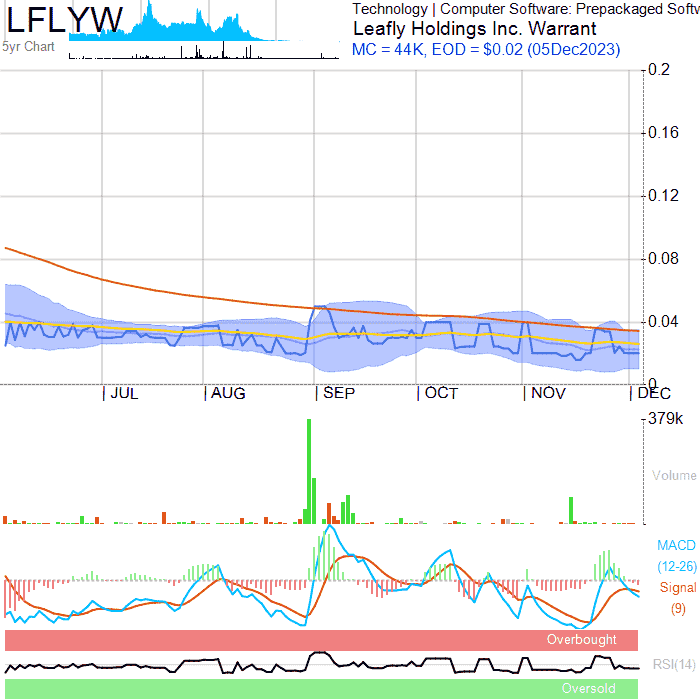 LFLYW
5yr Chart
Technology | Computer Software: Prepackaged Softw
Leafly Holdings Inc. Warrant
MC = 44K, EOD = $0.02 (05Dec2023)
0.2
0.16
0.12
0.08
0.04
0
JUL AUG SEP OCT NOV DEC
379k
Volume
MACD
(12-26)
Signal
(9)
Overbought
RSI(14)
Oversold